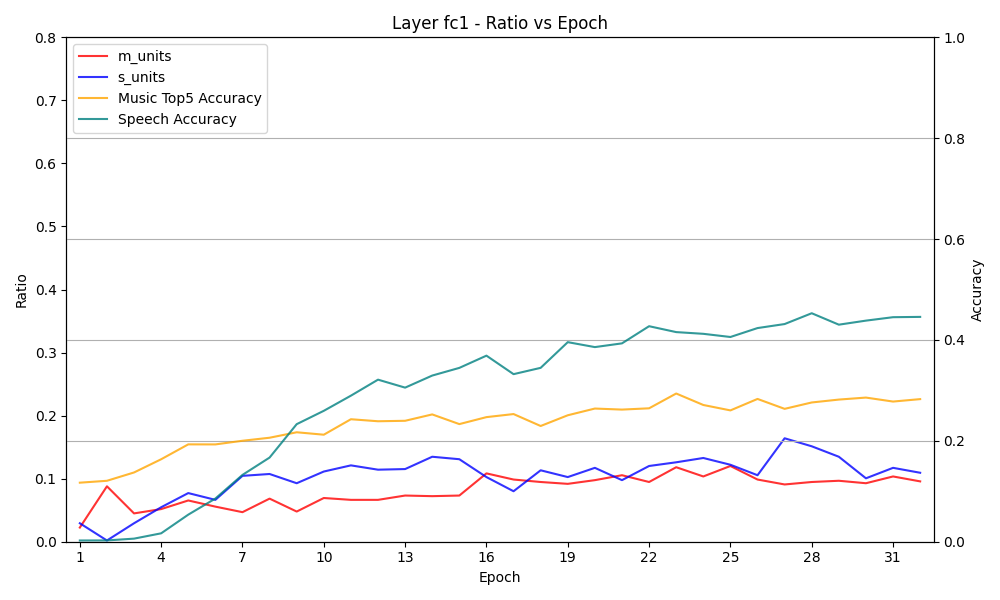 Layer fc1 - Ratio vs Epoch
m_units
s_units
Music Top5 Accuracy
Speech Accuracy
Ratio
0.8
0.7
0.6
0.5
0.4
0.3
0.2
0.1
0.0
1.0
0.8
0.6
0.4
0.2
0.0
Accuracy
1 4 7 10 13 16 19 22 25 28 31
Epoch